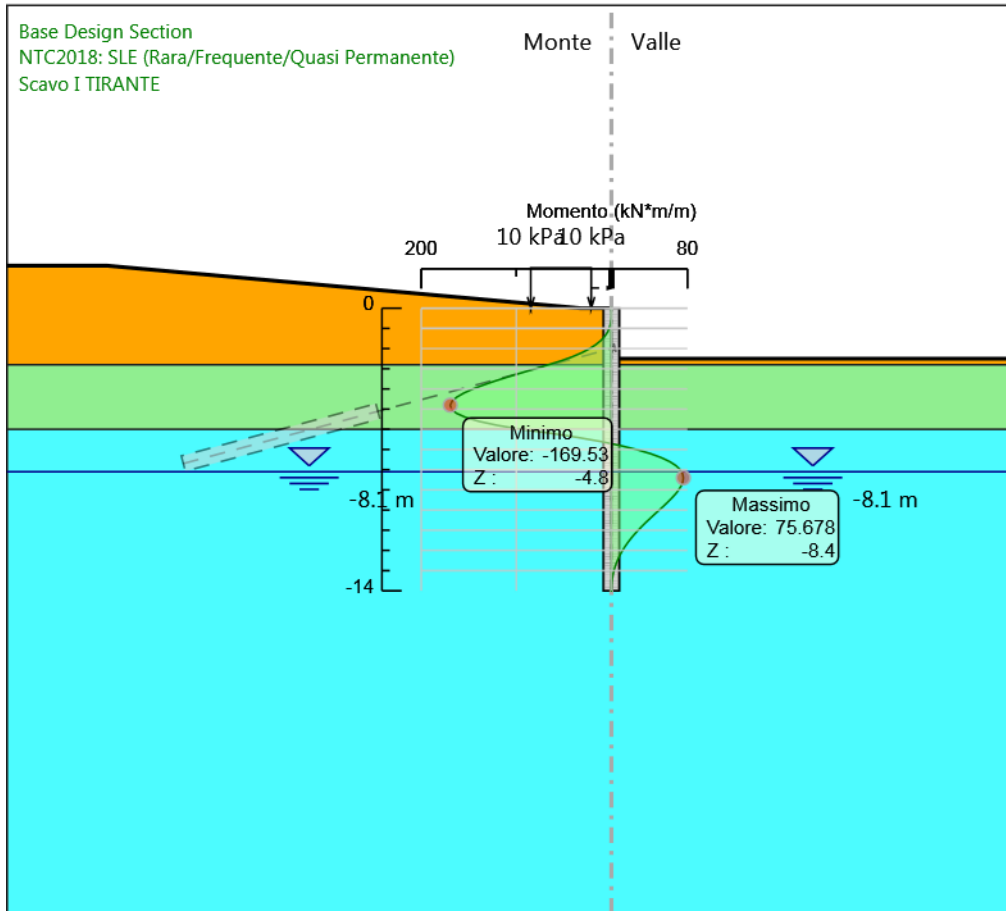 Base Design Section
NTC2018: SLE (Rara/Frequente/Quasi Permanente)
Scavo I TIRANTE
Monte
Valle
Momento (kN*m/m)
10 kPa
10 kPa
200
80
0
Minimo
Valore: -169.53
Z : -4.8
-8.1 m
-8.1 m
Massimo
Valore: 75.678
Z : -8.4
-14